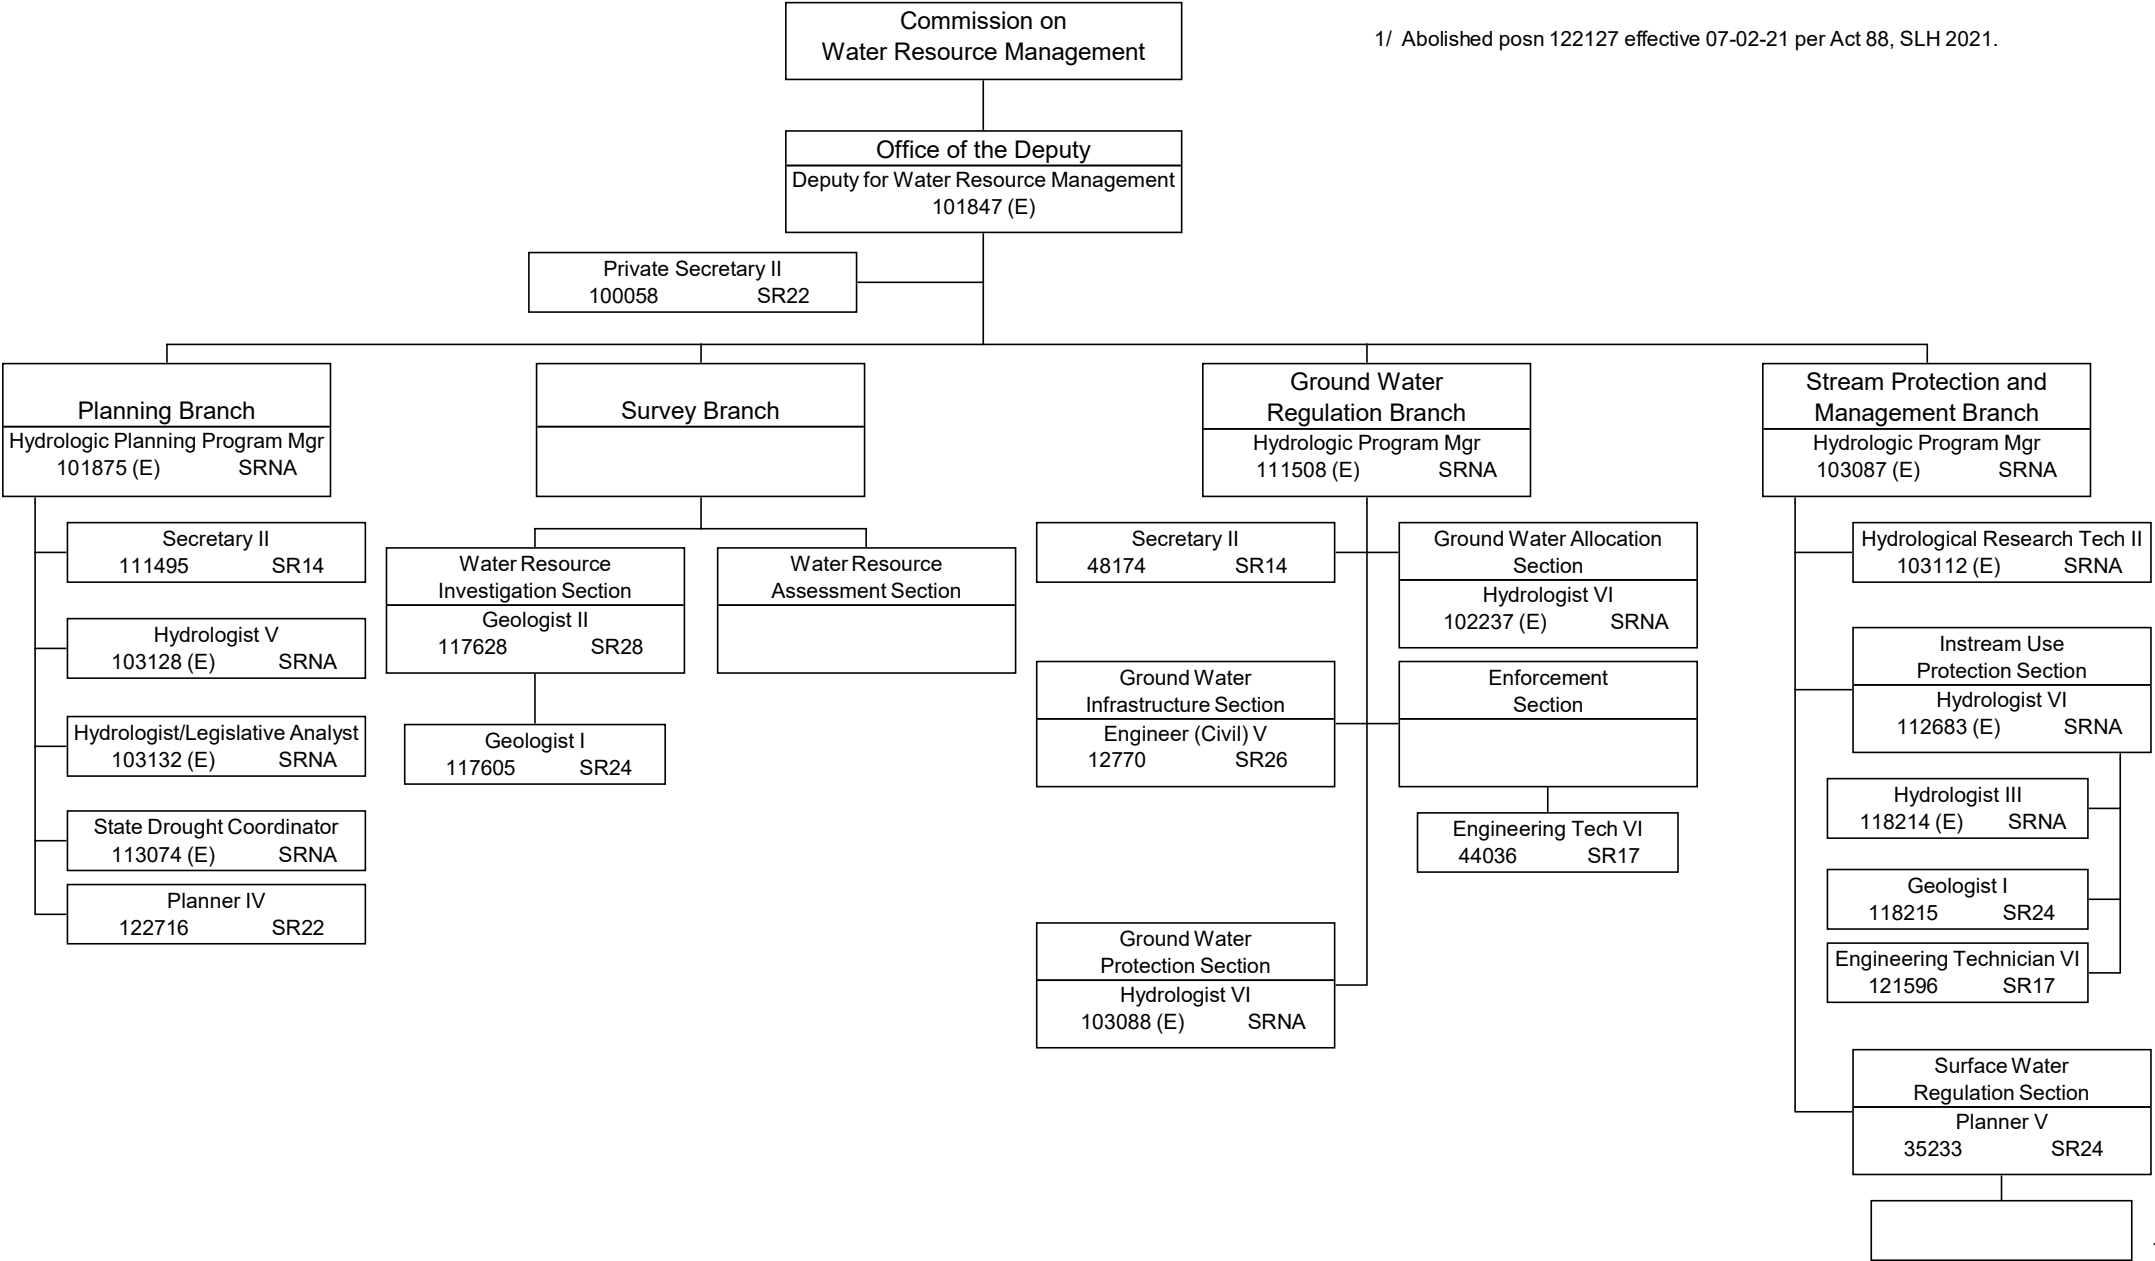 Commission on
Water Resource Management
1/ Abolished posn 122127 effective 07-02-21 per Act 88, SLH 2021.
Office of the Deputy
Deputy for Water Resource Management
101847 (E)
Private Secretary II
100058 SR22
Planning Branch
Hydrologic Planning Program Mgr
101875 (E) SRNA
Secretary II
111495 SR14
Hydrologist V
103128 (E) SRNA
Hydrologist/Legislative Analyst
103132 (E) SRNA
State Drought Coordinator
113074 (E) SRNA
Planner IV
122716 SR22
Survey Branch
Water Resource
Investigation Section
Geologist II
117628 SR28
Geologist I
117605 SR24
Water Resource
Assessment Section
Ground Water
Regulation Branch
Hydrologic Program Mgr
111508 (E) SRNA
Secretary II
48174 SR14
Ground Water Allocation
Section
Hydrologist VI
102237 (E) SRNA
Ground Water
Infrastructure Section
Engineer (Civil) V
12770 SR26
Enforcement
Section
Engineering Tech VI
44036 SR17
Ground Water
Protection Section
Hydrologist VI
103088 (E) SRNA
Stream Protection and
Management Branch
Hydrologic Program Mgr
103087 (E) SRNA
Hydrological Research Tech II
103112 (E) SRNA
Instream Use
Protection Section
Hydrologist VI
112683 (E) SRNA
Hydrologist III
118214 (E) SRNA
Geologist I
118215 SR24
Engineering Technician VI
121596 SR17
Surface Water
Regulation Section
Planner V
35233 SR24